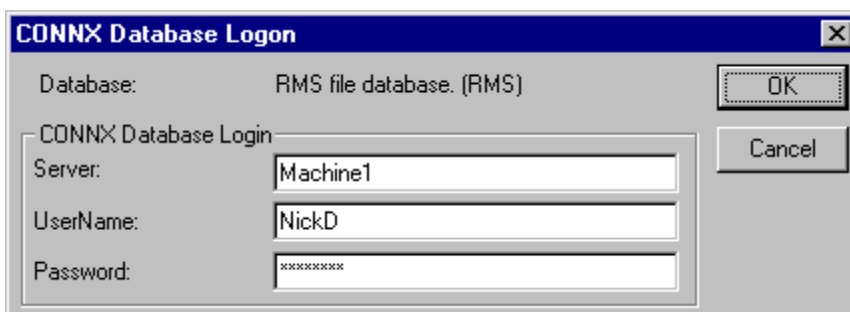 CONNX Database Logon
Database: RMS file database. (RMS) OK
CONNX Database Login
Cancel
Server: Machine1
UserName: NickD
Password: ********